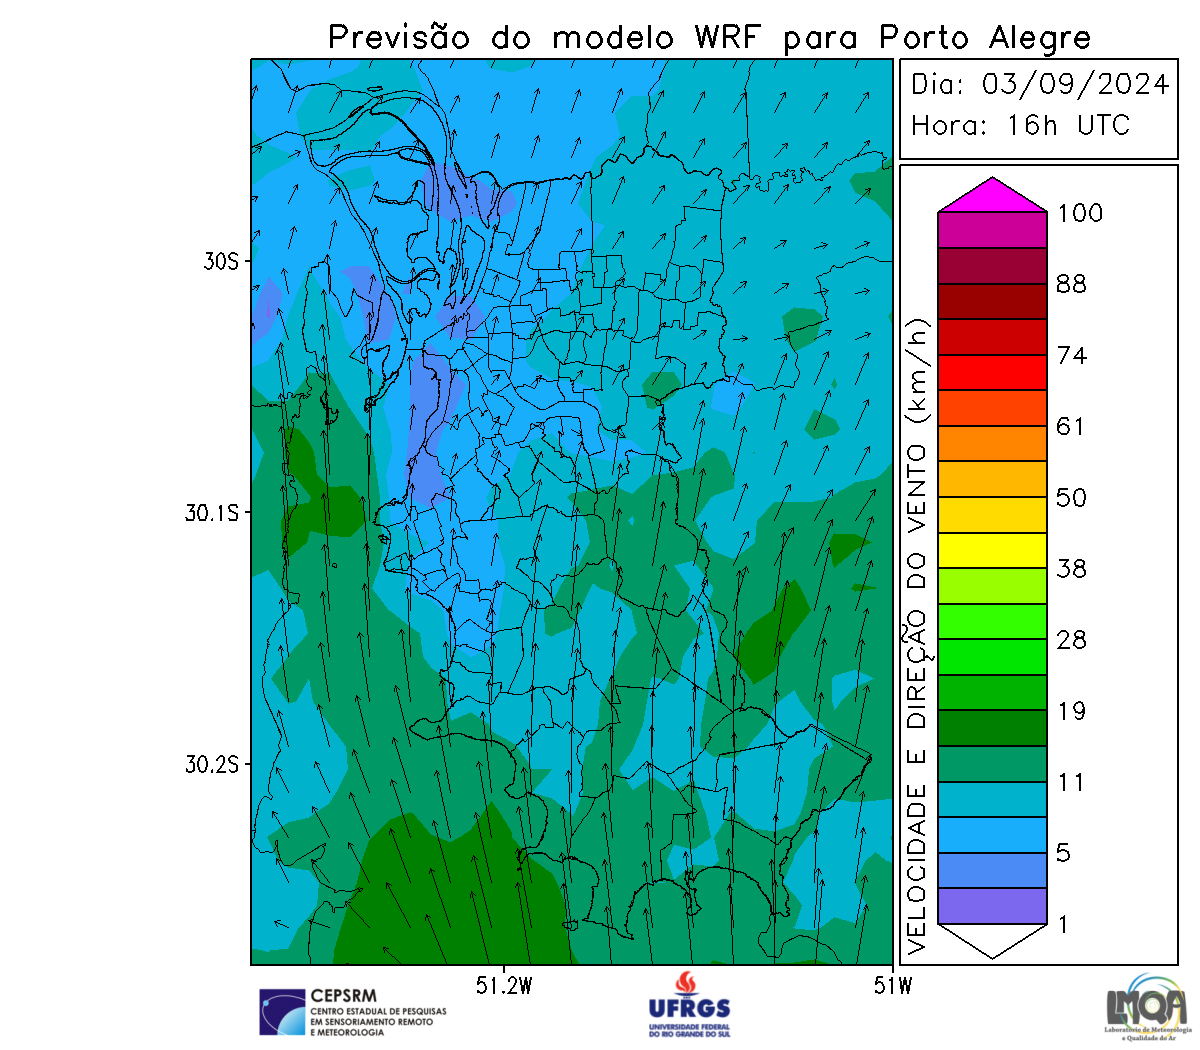 Previsão do modelo WRF para Porto Alegre
Dia: 03/09/2024
Hora: 16h UTC
100
88
74
61
50
38
28
19
11
5
1
VELOCIDADE E DIREÇÃO DO VENTO (km/h)
30S
30.1S
30.2S
51.2W
51W
CEPSRM
CENTRO ESTADUAL DE PESQUISAS
EM SENSORIAMENTO REMOTO
E METEOROLOGIA
UFRGS
UNIVERSIDADE FEDERAL
DO RIO GRANDE DO SUL
LMQA
Laboratório de Meteorologia
e Qualidade do Ar